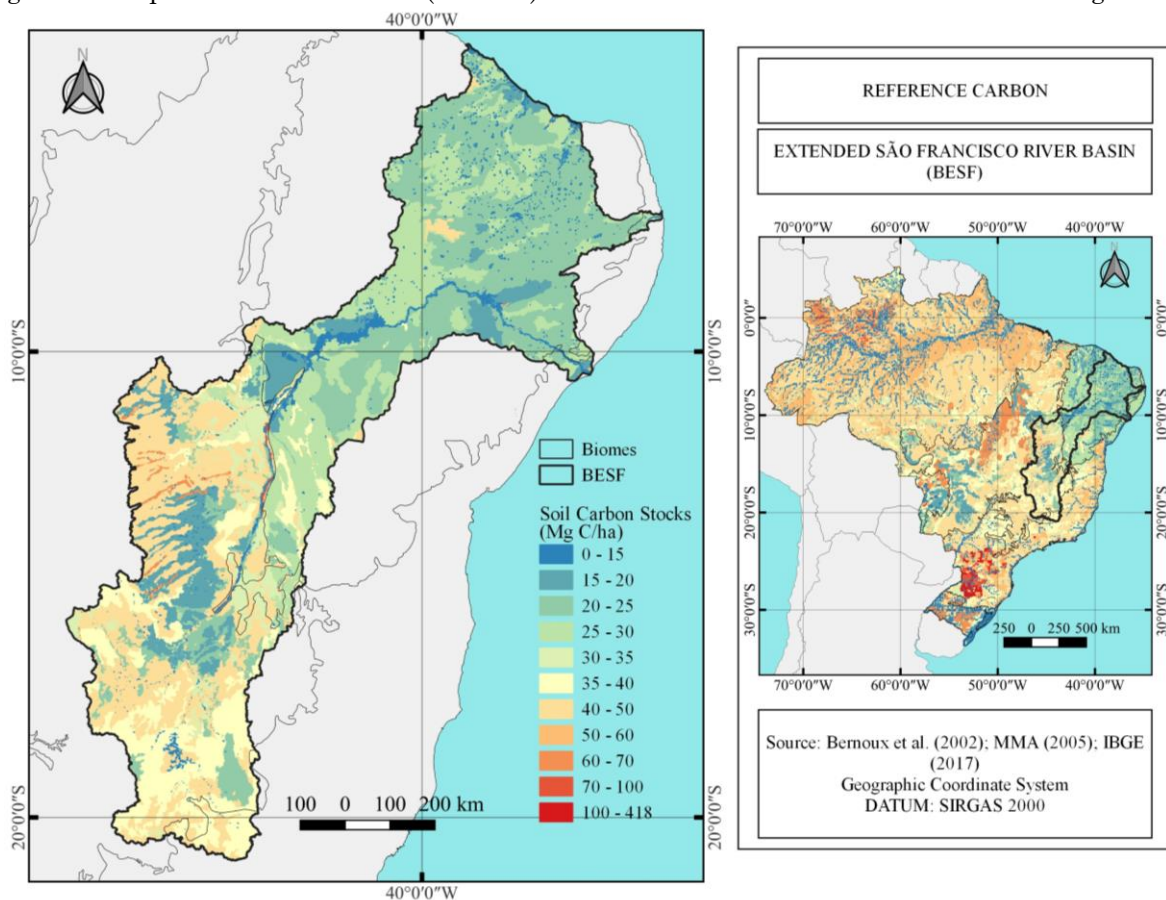 40°0'0"W
N
10°0'0"S
20°0'0"S
Biomes
BESF
Soil Carbon Stocks
(Mg C/ha)
0 - 15
15 - 20
20 - 25
25 - 30
30 - 35
35 - 40
40 - 50
50 - 60
60 - 70
70 - 100
100 - 418
100 0 100 200 km
10°0'0"S
20°0'0"S
40°0'0"W
REFERENCE CARBON
EXTENDED SÃO FRANCISCO RIVER BASIN
(BESF)
70°0'0"W 60°0'0"W 50°0'0"W 40°0'0"W
N
0°0'0"
10°0'0"S
20°0'0"S
30°0'0"S
0°0'0"
10°0'0"S
20°0'0"S
30°0'0"S
250 0 250 500 km
70°0'0"W 60°0'0"W 50°0'0"W 40°0'0"W
Source: Bernoux et al. (2002); MMA (2005); IBGE
(2017)
Geographic Coordinate System
DATUM: SIRGAS 2000